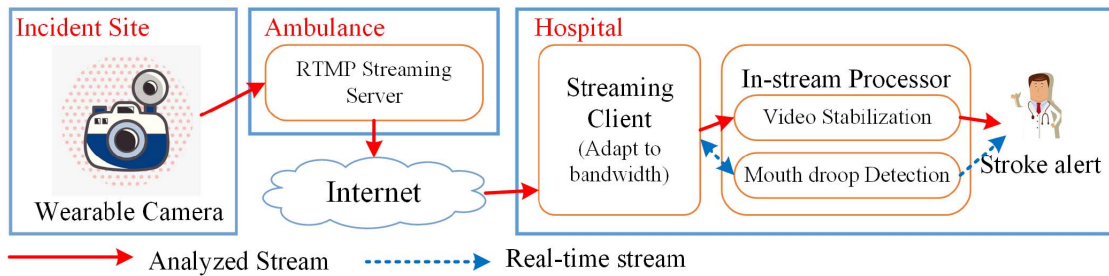 Incident Site
Wearable Camera
Ambulance
RTMP Streaming
Server
Internet
Hospital
Streaming
Client
(Adapt to
bandwidth)
In-stream Processor
Video Stabilization
Mouth droop Detection
Stroke alert
Analyzed Stream
Real-time stream